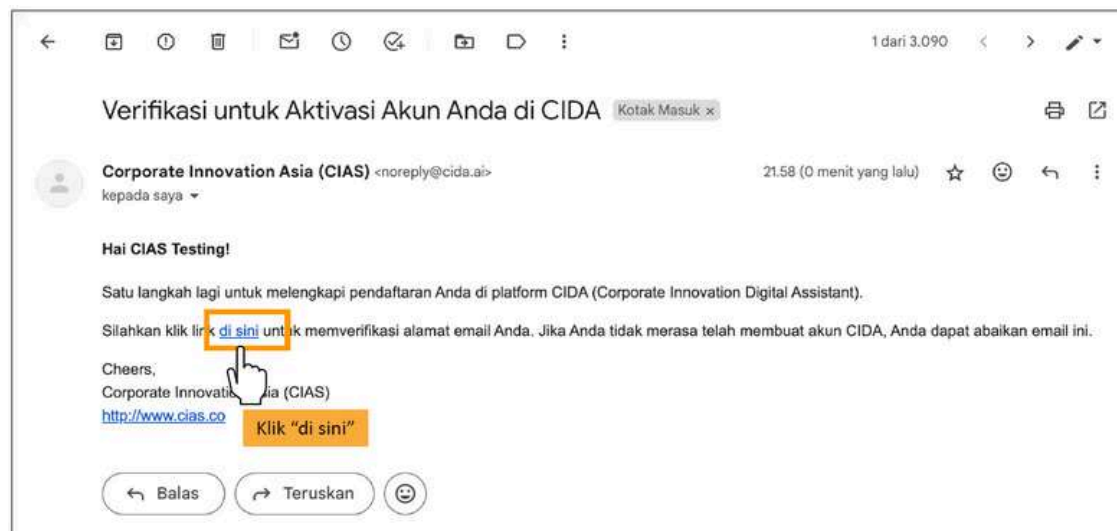 1 dari 3.090
Verifikasi untuk Aktivasi Akun Anda di CIDA Kotak Masuk x
Corporate Innovation Asia (CIAS) <noreply@cida.ai> 21.58 (0 menit yang lalu)
kepada saya
Hai CIAS Testing!
Satu langkah lagi untuk melengkapi pendaftaran Anda di platform CIDA (Corporate Innovation Digital Assistant).
Silahkan klik link di sini untuk memverifikasi alamat email Anda. Jika Anda tidak merasa telah membuat akun CIDA, Anda dapat abaikan email ini.
Cheers,
Corporate Innovation Asia (CIAS)
http://www.cias.co
Klik “di sini”
Balas Teruskan